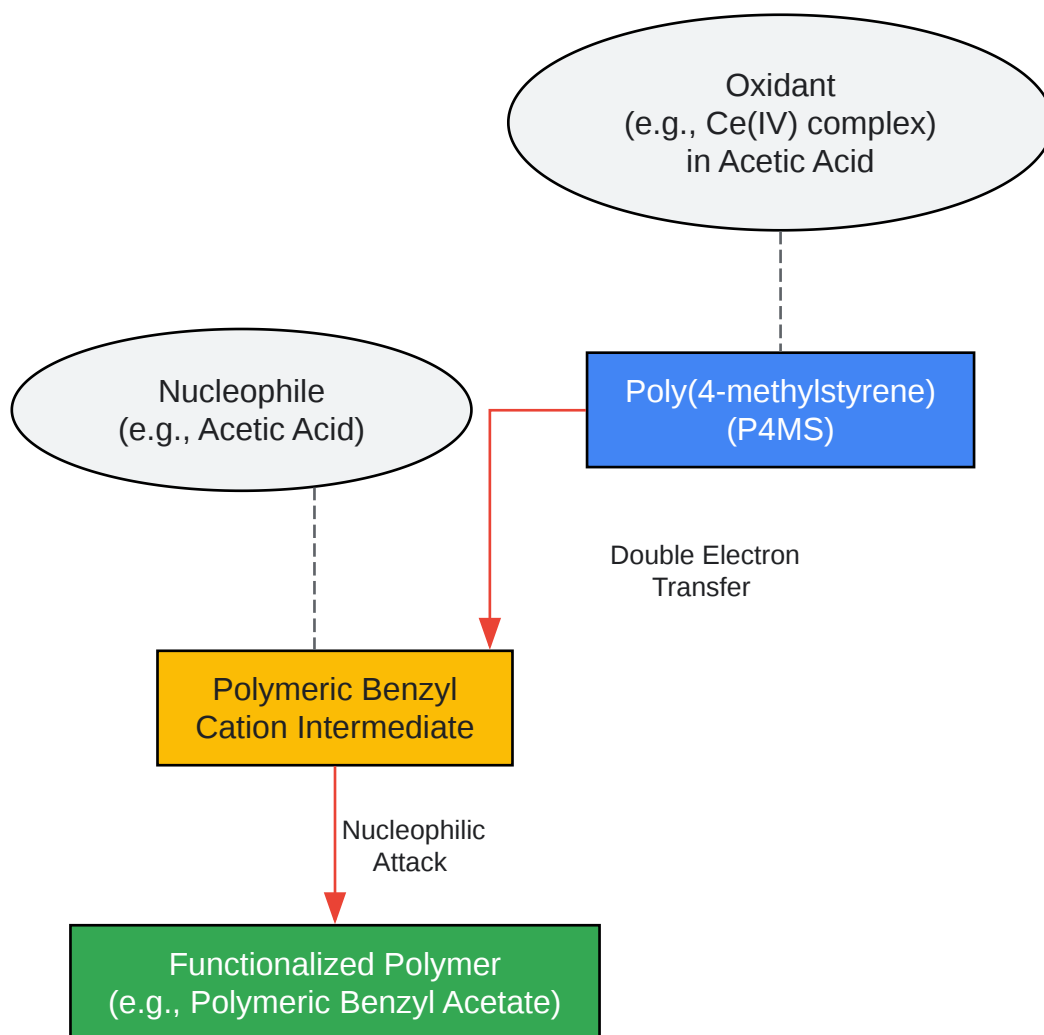 Oxidant
(e.g., Ce(IV) complex)
in Acetic Acid
Nucleophile
(e.g., Acetic Acid)
Poly(4-methylstyrene)
(P4MS)
Double Electron
Transfer
Polymeric Benzyl
Cation Intermediate
Nucleophilic
Attack
Functionalized Polymer
(e.g., Polymeric Benzyl Acetate)